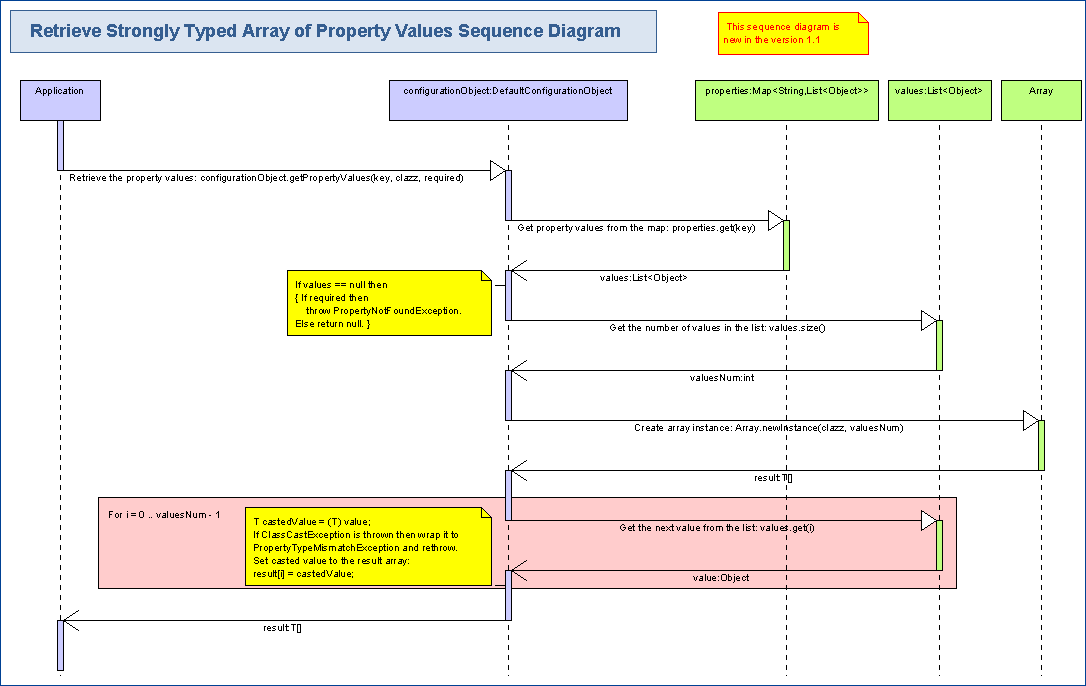 Retrieve Strongly Typed Array of Property Values Sequence Diagram
This sequence diagram is
new in the version 1.1
Application
configurationObject:DefaultConfigurationObject
properties:Map<String,List<Object>>
values:List<Object>
Array
Retrieve the property values: configurationObject.getPropertyValues(key, clazz, required)
Get property values from the map: properties.get(key)
values:List<Object>
If values == null then
{ If required then
throw PropertyNotFoundException.
Else return null. }
Get the number of values in the list: values.size()
valuesNum:int
Create array instance: Array.newInstance(clazz, valuesNum)
result:T[]
For i = 0 .. valuesNum - 1
T castedValue = (T) value;
If ClassCastException is thrown then wrap it to
PropertyTypeMismatchException and rethrow.
Set casted value to the result array:
result[i] = castedValue;
Get the next value from the list: values.get(i)
value:Object
result:T[]